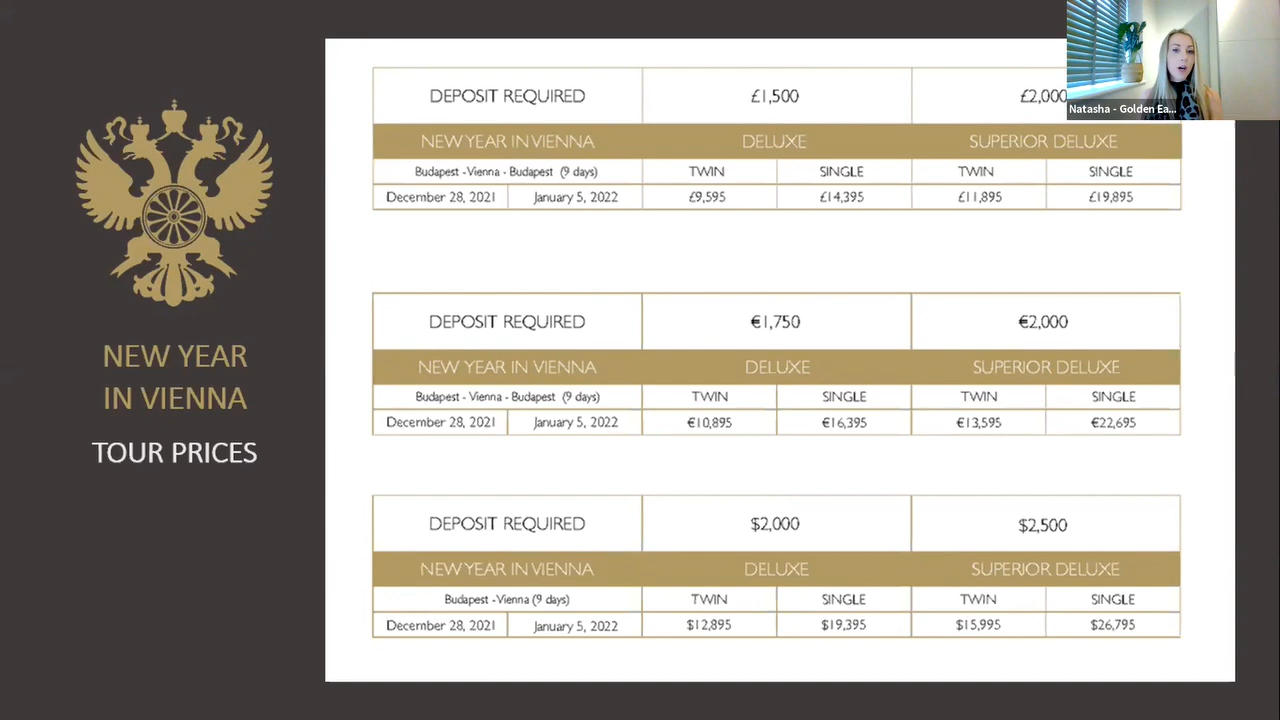 NEW YEAR
IN VIENNA
TOUR PRICES
DEPOSIT REQUIRED £1,500 £2,000
NEW YEAR IN VIENNA DELUXE SUPERIOR DELUXE
Budapest -Vienna - Budapest (9 days) TWIN SINGLE TWIN SINGLE
December 28, 2021 January 5, 2022 £9,595 £14,395 £11,895 £19,895
DEPOSIT REQUIRED €1,750 €2,000
NEW YEAR IN VIENNA DELUXE SUPERIOR DELUXE
Budapest - Vienna - Budapest (9 days) TWIN SINGLE TWIN SINGLE
December 28, 2021 January 5, 2022 €10,895 €16,395 €13,595 €22,695
DEPOSIT REQUIRED $2,000 $2,500
NEW YEAR IN VIENNA DELUXE SUPERIOR DELUXE
Budapest -Vienna (9 days) TWIN SINGLE TWIN SINGLE
December 28, 2021 January 5, 2022 $12,895 $19,395 $15,995 $26,795
Natasha - Golden Ea...